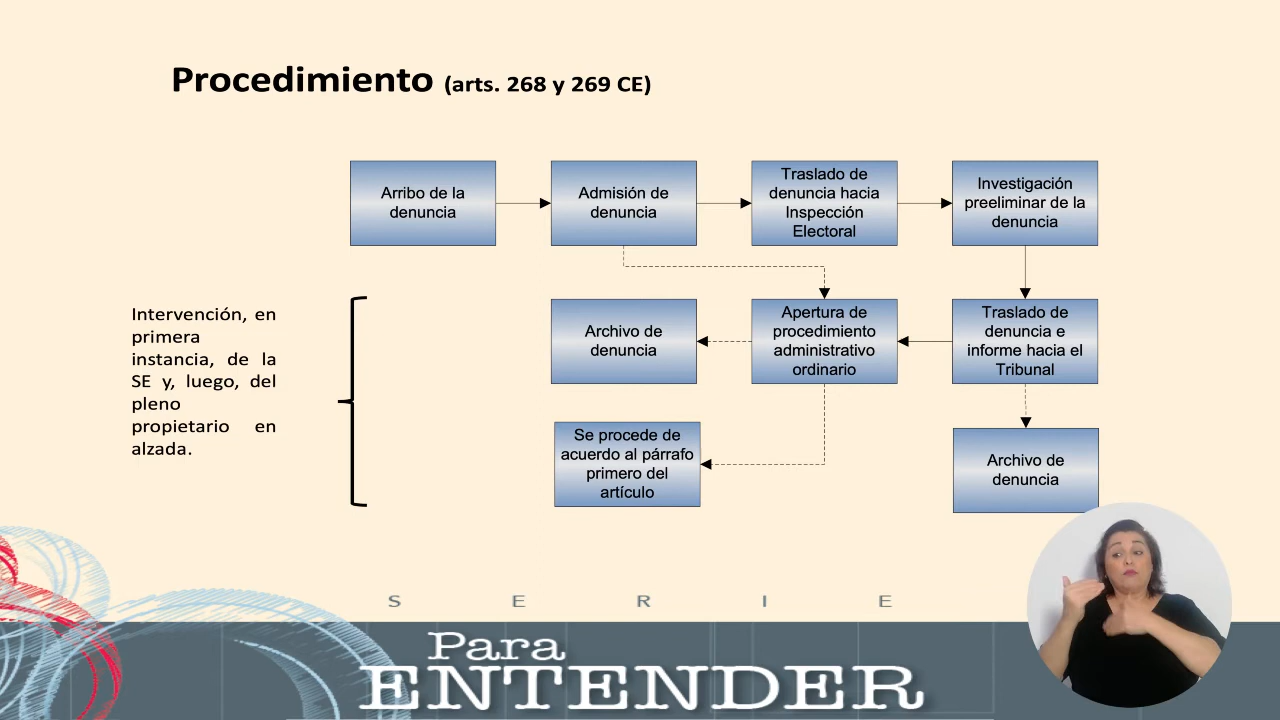 Procedimiento (arts. 268 y 269 CE)
Arribo de la
denuncia
Admisión de
denuncia
Traslado de
denuncia hacia
Inspección
Electoral
Investigación
preeliminar de la
denuncia
Intervención, en
primera
instancia, de la
SE y, luego, del
pleno
propietario en
alzada.
Archivo de
denuncia
Apertura de
procedimiento
administrativo
ordinario
Traslado de
denuncia e
informe hacia el
Tribunal
Se procede de
acuerdo al párrafo
primero del
artículo
Archivo de
denuncia
SERIE
Para
ENTENDER